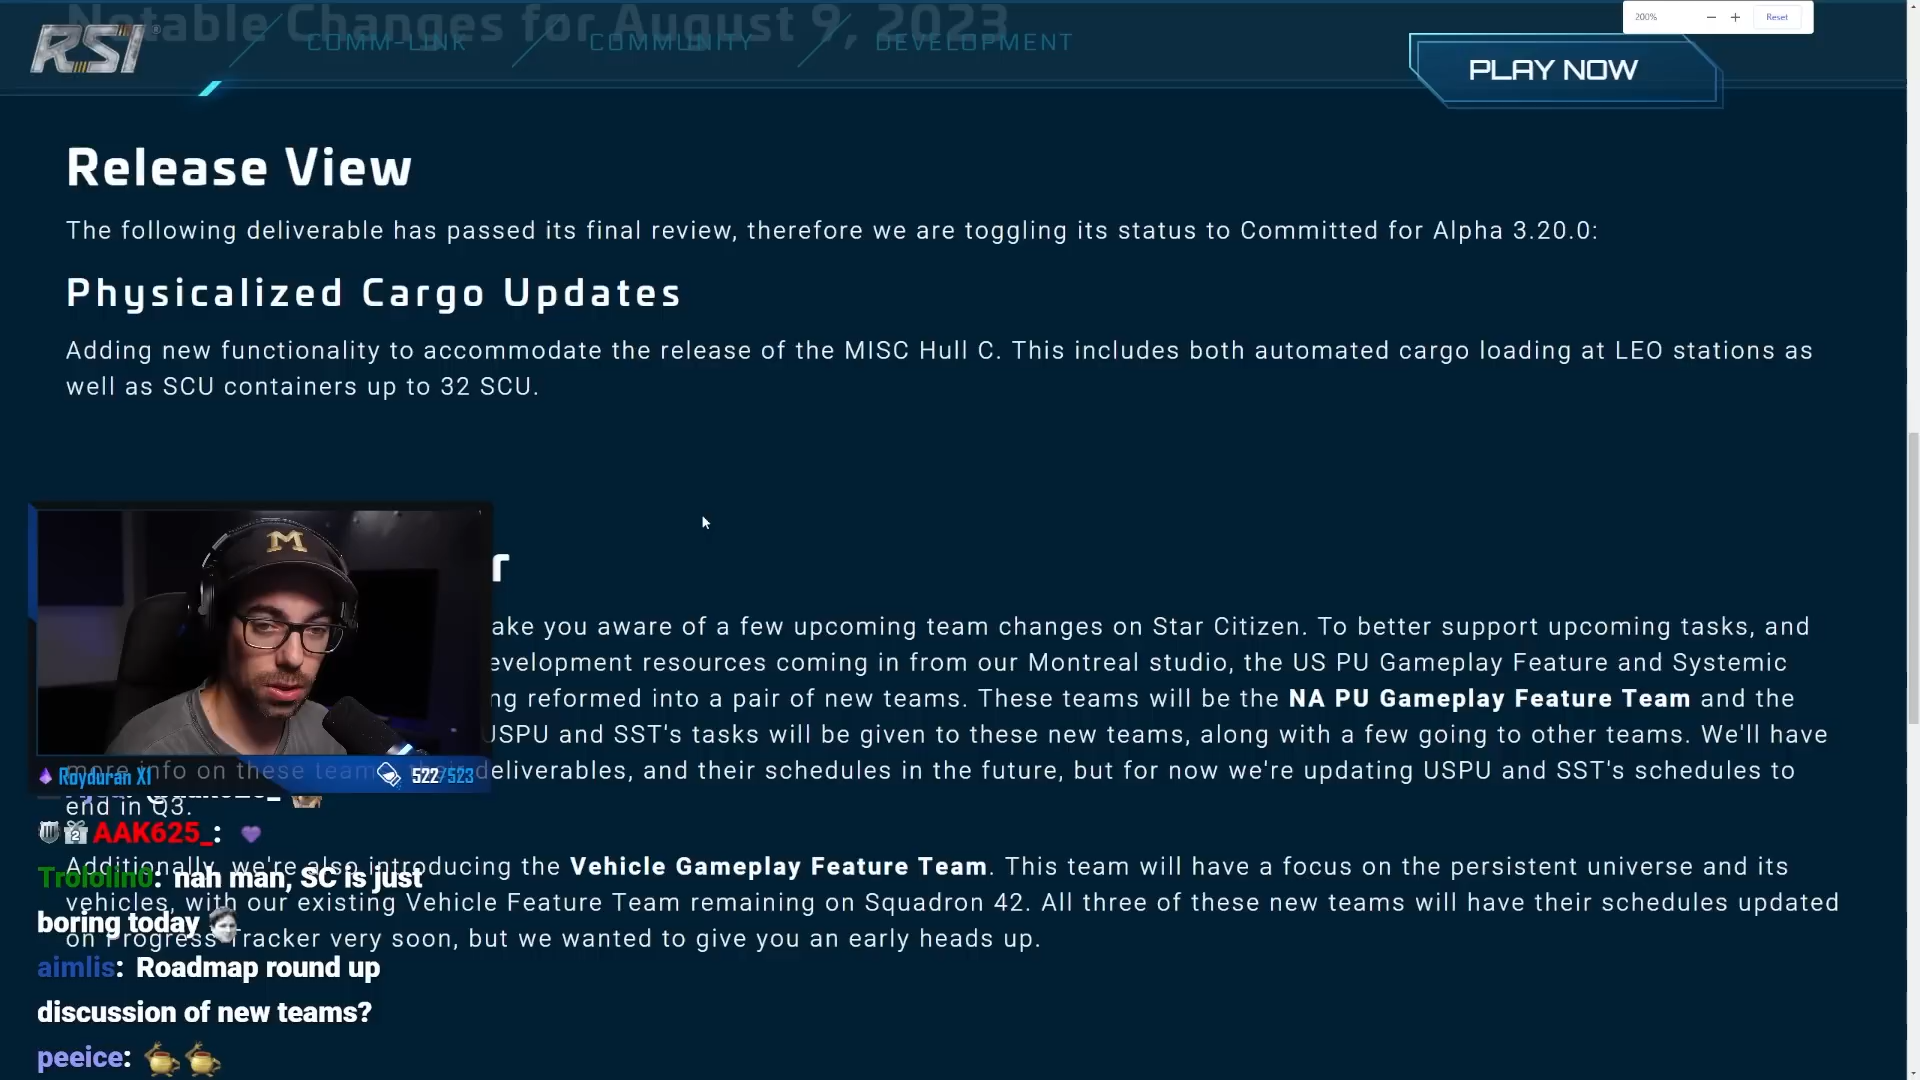 Notable Changes for August 9, 2023
RSI
COMM-LINK
COMMUNITY
DEVELOPMENT
200%
Reset
PLAY NOW
Release View
The following deliverable has passed its final review, therefore we are toggling its status to Committed for Alpha 3.20.0:
Physicalized Cargo Updates
Adding new functionality to accommodate the release of the MISC Hull C. This includes both automated cargo loading at LEO stations as
well as SCU containers up to 32 SCU.
r
ake you aware of a few upcoming team changes on Star Citizen. To better support upcoming tasks, and
evelopment resources coming in from our Montreal studio, the US PU Gameplay Feature and Systemic
ng reformed into a pair of new teams. These teams will be the NA PU Gameplay Feature Team and the
USPU and SST's tasks will be given to these new teams, along with a few going to other teams. We'll have
more info on these teams, deliverables, and their schedules in the future, but for now we're updating USPU and SST's schedules to
end in Q3.
Additionally, we're also introducing the Vehicle Gameplay Feature Team. This team will have a focus on the persistent universe and its
vehicles, with our existing Vehicle Feature Team remaining on Squadron 42. All three of these new teams will have their schedules updated
on Progress Tracker very soon, but we wanted to give you an early heads up.
M
Royduran X1
522/523
AAK625_:
Trololin0: nah man, SC is just
boring today
aimlis: Roadmap round up
discussion of new teams?
peeice: